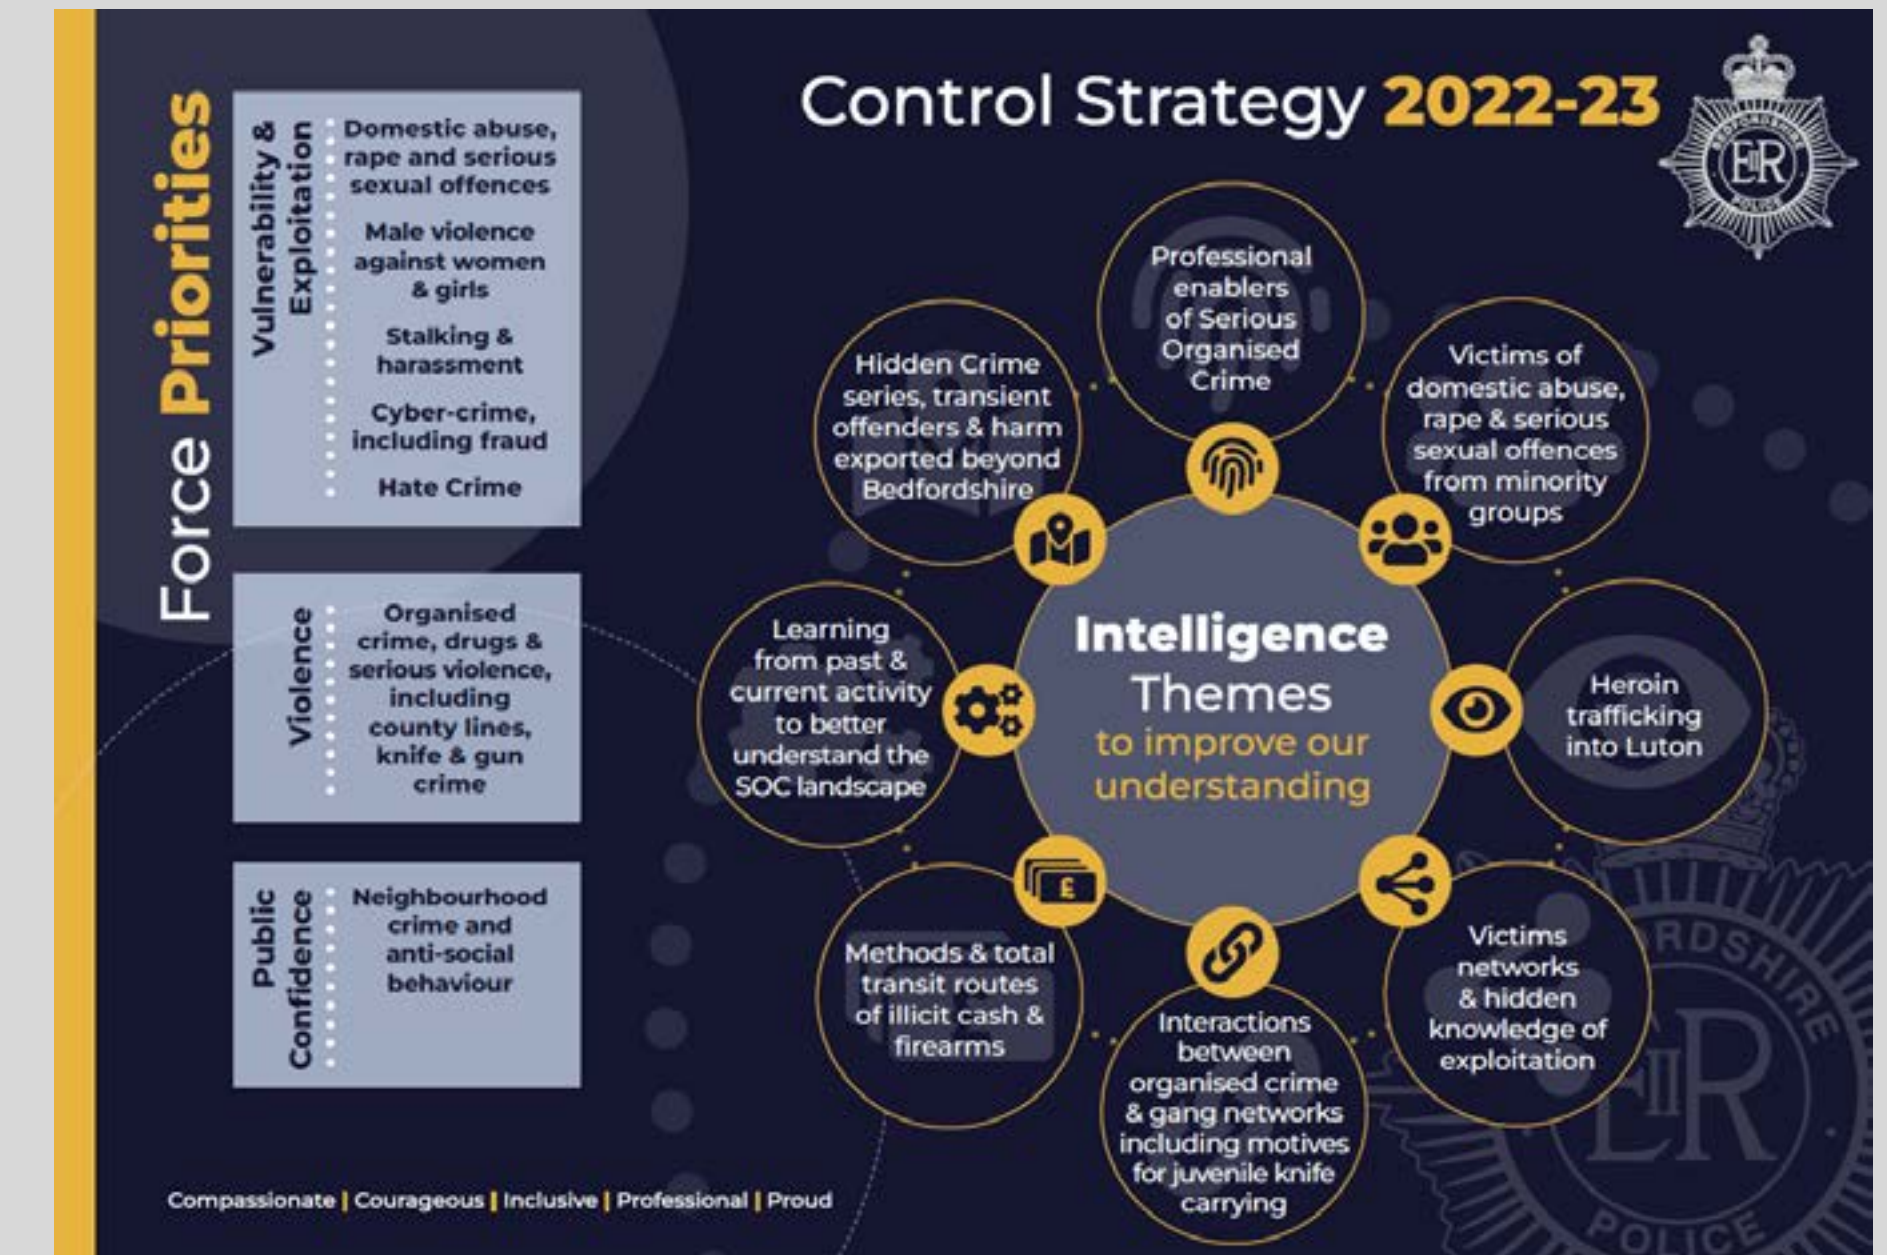 Control Strategy 2022-23
BEDFORDSHIRE
EIIR
POLICE
Force Priorities
Vulnerability &
Exploitation
Domestic abuse,
rape and serious
sexual offences
Male violence
against women
& girls
Stalking &
harassment
Cyber-crime,
including fraud
Hate Crime
Violence
Organised
crime, drugs &
serious violence,
including
county lines,
knife & gun
crime
Public
Confidence
Neighbourhood
crime and
anti-social
behaviour
Intelligence
Themes
to improve our
understanding
Professional
enablers
of Serious
Organised
Crime
Victims of
domestic abuse,
rape & serious
sexual offences
from minority
groups
Heroin
trafficking
into Luton
Victims
networks
& hidden
knowledge of
exploitation
Interactions
between
organised crime
& gang networks
including motives
for juvenile knife
carrying
Methods & total
transit routes
of illicit cash &
firearms
£
Learning
from past &
current activity
to better
understand the
SOC landscape
Hidden Crime
series, transient
offenders & harm
exported beyond
Bedfordshire
Compassionate | Courageous | Inclusive | Professional | Proud
RDSHIRE
EIIR
POLICE